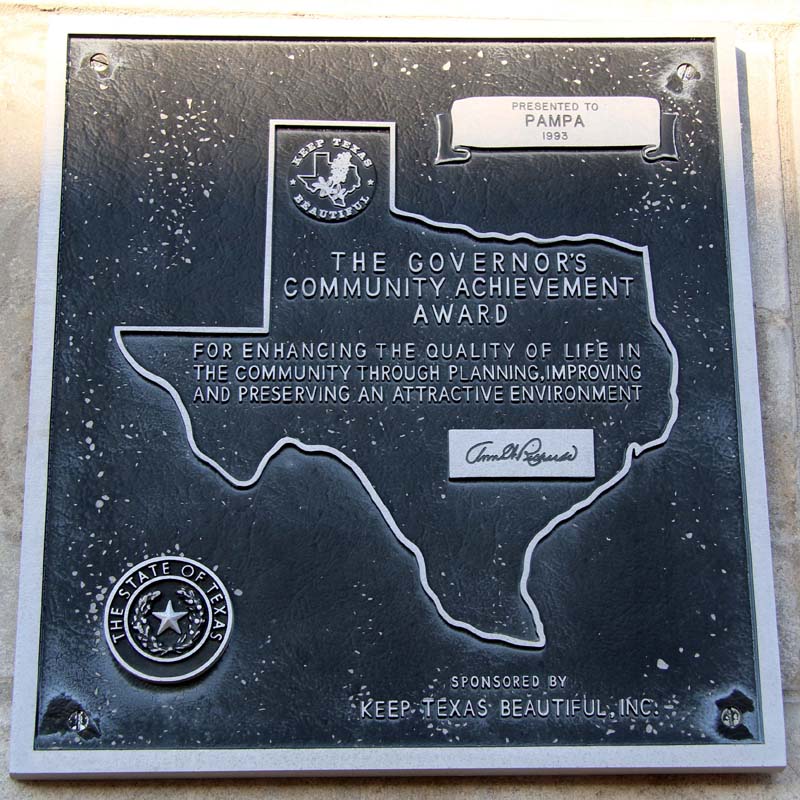 PRESENTED TO
PAMPA
1993
KEEP TEXAS
BEAUTIFUL
THE GOVERNOR'S
COMMUNITY ACHIEVEMENT
AWARD
FOR ENHANCING THE QUALITY OF LIFE IN
THE COMMUNITY THROUGH PLANNING, IMPROVING
AND PRESERVING AN ATTRACTIVE ENVIRONMENT
Ann W Richards
THE STATE OF TEXAS
SPONSORED BY
KEEP TEXAS BEAUTIFUL, INC.